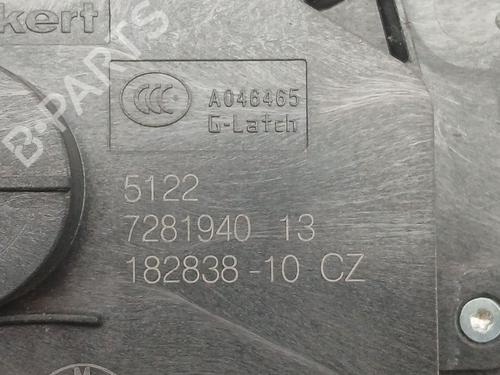 kert
B-PARTS
CCC A046465
G-Latch
5122
7281940 13
182838-10 CZ
M